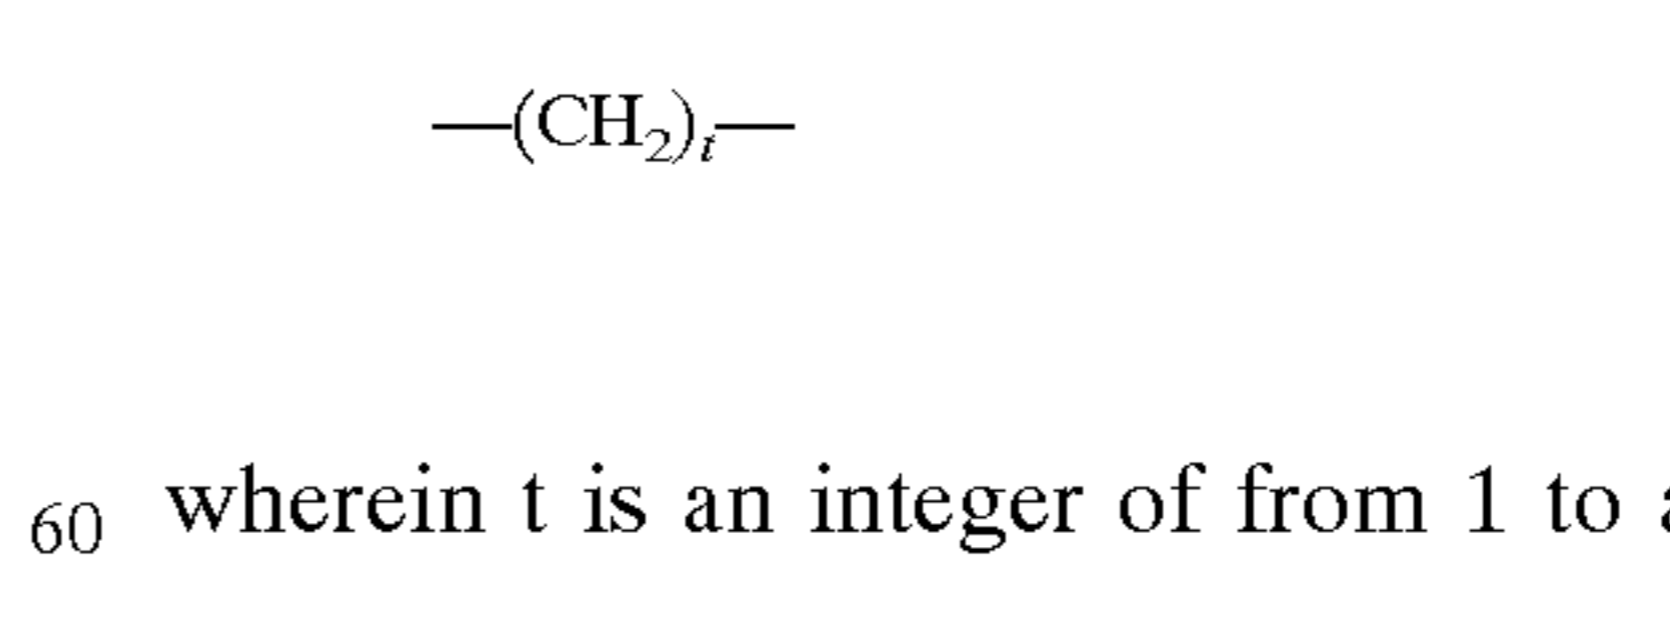 —(CH₂)ₜ—
60 wherein t is an integer of from 1 to